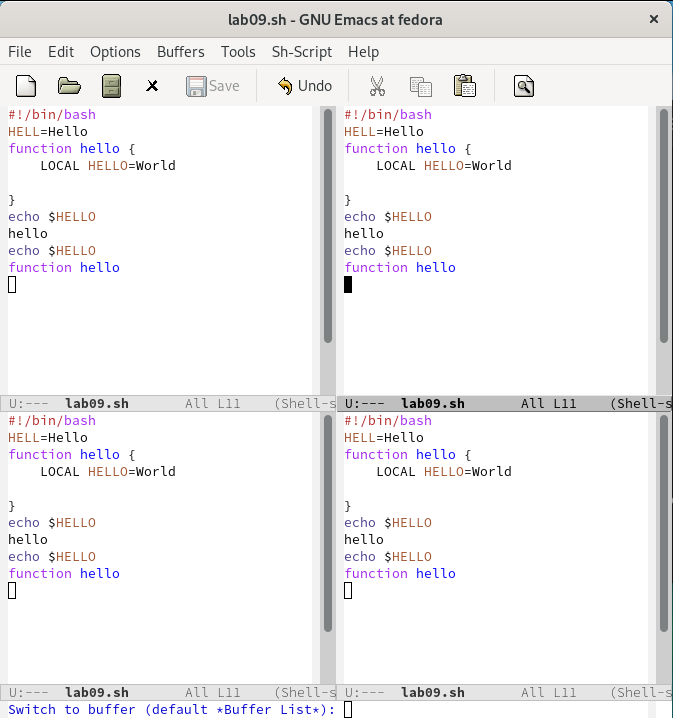 lab09.sh - GNU Emacs at fedora
File Edit Options Buffers Tools Sh-Script Help
Save Undo
#!/bin/bash
HELL=Hello
function hello {
    LOCAL HELLO=World
}
echo $HELLO
hello
echo $HELLO
function hello
U:--- lab09.sh All L11 (Shell-s
#!/bin/bash
HELL=Hello
function hello {
    LOCAL HELLO=World
}
echo $HELLO
hello
echo $HELLO
function hello
U:--- lab09.sh All L11 (Shell-s
#!/bin/bash
HELL=Hello
function hello {
    LOCAL HELLO=World
}
echo $HELLO
hello
echo $HELLO
function hello
U:--- lab09.sh All L11 (Shell-s
#!/bin/bash
HELL=Hello
function hello {
    LOCAL HELLO=World
}
echo $HELLO
hello
echo $HELLO
function hello
U:--- lab09.sh All L11 (Shell-s
Switch to buffer (default *Buffer List*):